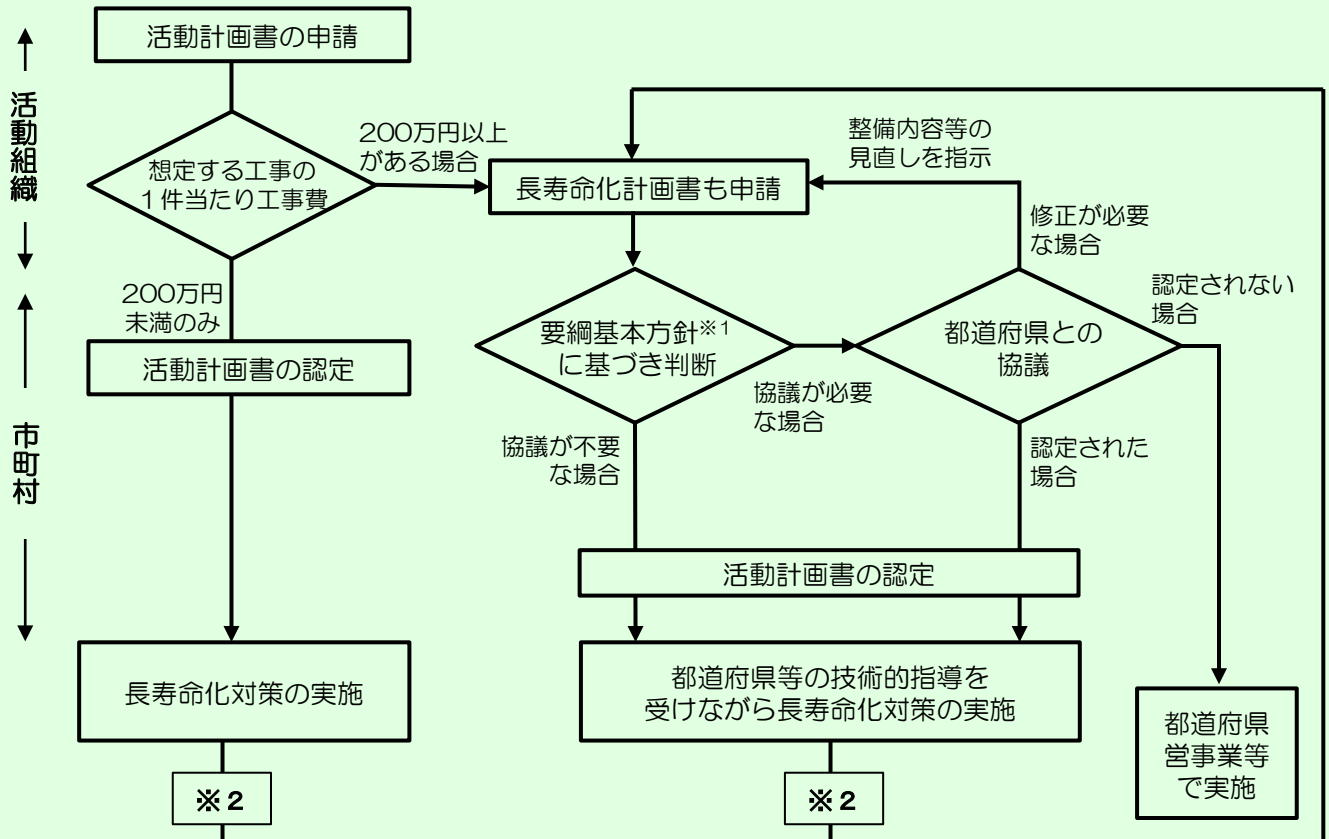 活動組織
市町村
活動計画書の申請
想定する工事の
1件当たり工事費
200万円以上
がある場合
長寿命化計画書も申請
整備内容等の
見直しを指示
修正が必要
な場合
200万円
未満のみ
活動計画書の認定
要綱基本方針※1
に基づき判断
協議が必要
な場合
都道府県との
協議
認定されない
場合
協議が不要
な場合
認定された
場合
活動計画書の認定
長寿命化対策の実施
都道府県等の技術的指導を
受けながら長寿命化対策の実施
都道府県
営事業等
で実施
※2
※2